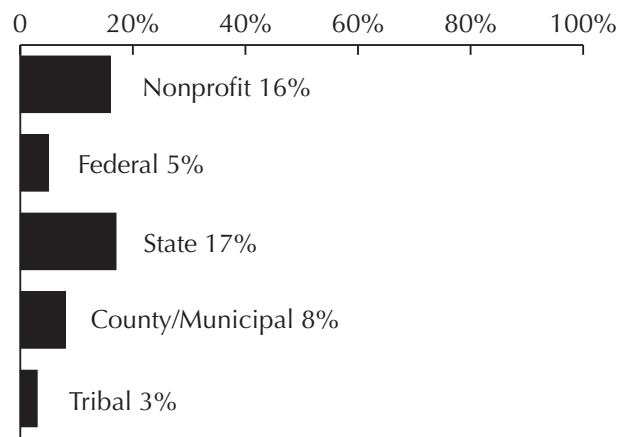 0 20% 40% 60% 80% 100%
Nonprofit 16%
Federal 5%
State 17%
County/Municipal 8%
Tribal 3%